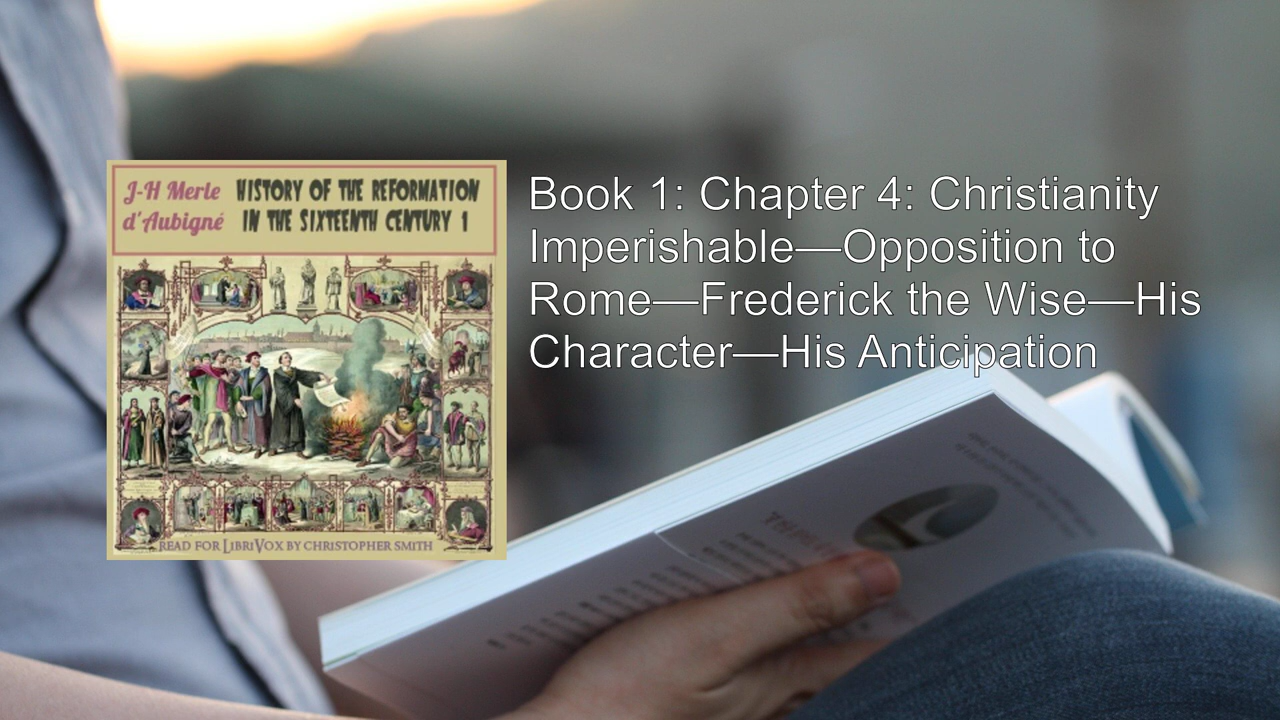 J-H Merle
d'Aubigné
HISTORY OF THE REFORMATION
IN THE SIXTEENTH CENTURY 1
READ FOR LIBRIVOX BY CHRISTOPHER SMITH
Book 1: Chapter 4: Christianity
Imperishable—Opposition to
Rome—Frederick the Wise—His
Character—His Anticipation